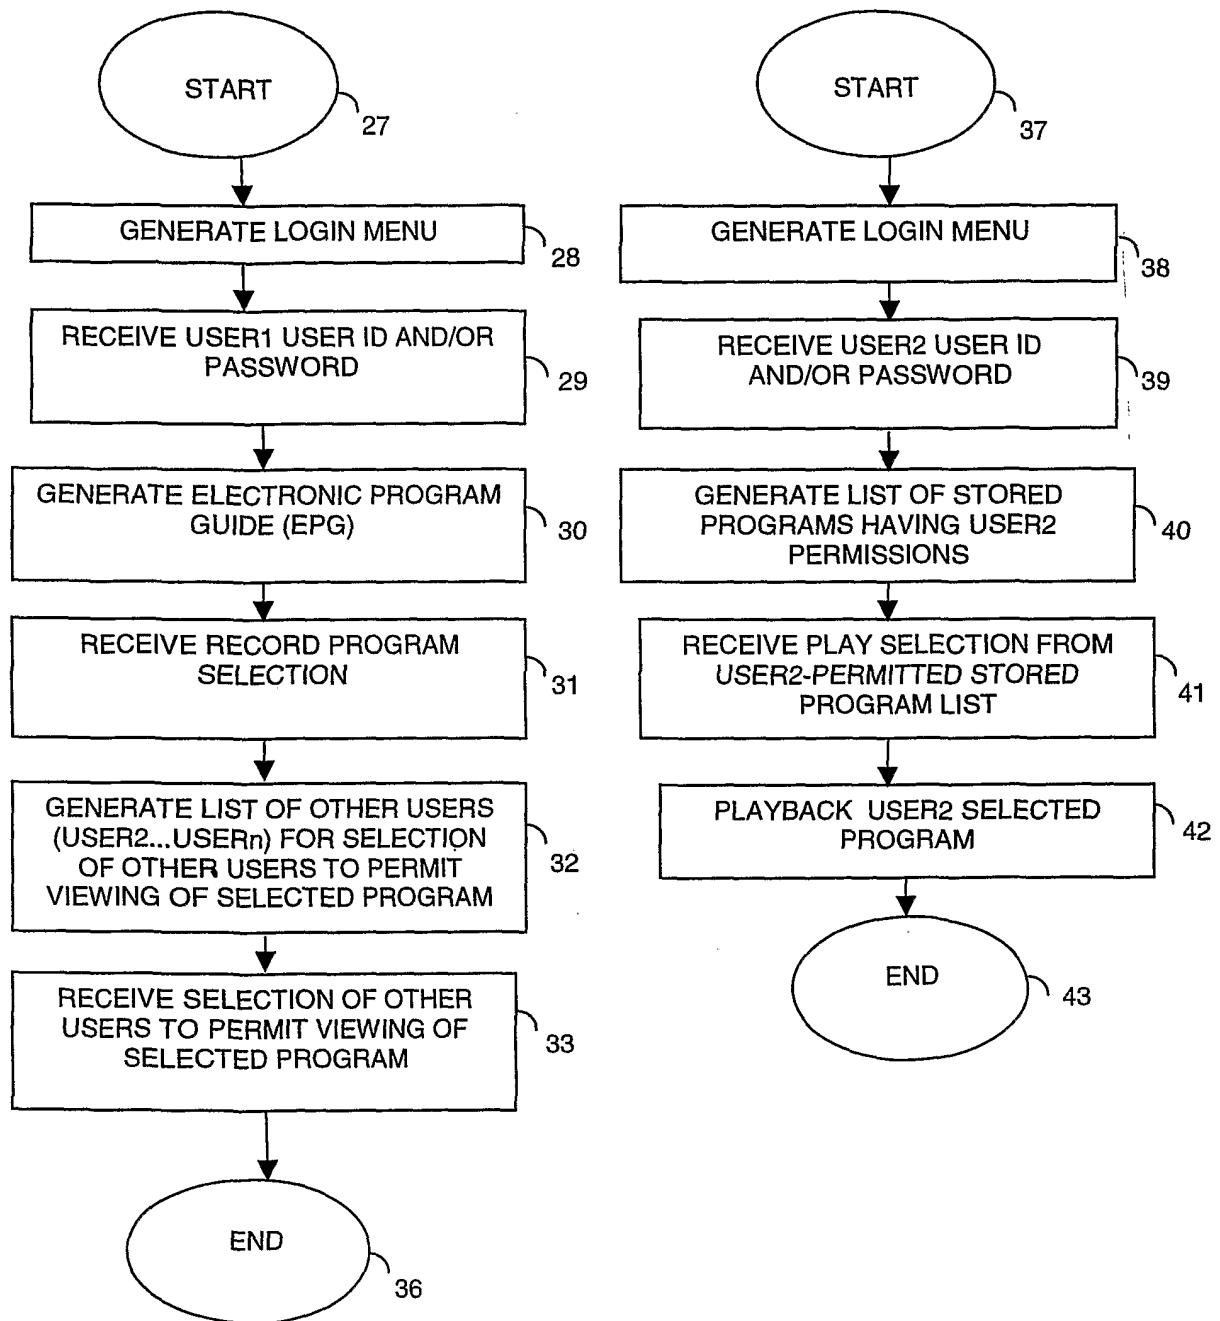 START
27
GENERATE LOGIN MENU
28
RECEIVE USER1 USER ID AND/OR
PASSWORD
29
GENERATE ELECTRONIC PROGRAM
GUIDE (EPG)
30
RECEIVE RECORD PROGRAM
SELECTION
31
GENERATE LIST OF OTHER USERS
(USER2...USERn) FOR SELECTION
OF OTHER USERS TO PERMIT
VIEWING OF SELECTED PROGRAM
32
RECEIVE SELECTION OF OTHER
USERS TO PERMIT VIEWING OF
SELECTED PROGRAM
33
END
36
START
37
GENERATE LOGIN MENU
38
RECEIVE USER2 USER ID
AND/OR PASSWORD
39
GENERATE LIST OF STORED
PROGRAMS HAVING USER2
PERMISSIONS
40
RECEIVE PLAY SELECTION FROM
USER2-PERMITTED STORED
PROGRAM LIST
41
PLAYBACK USER2 SELECTED
PROGRAM
42
END
43